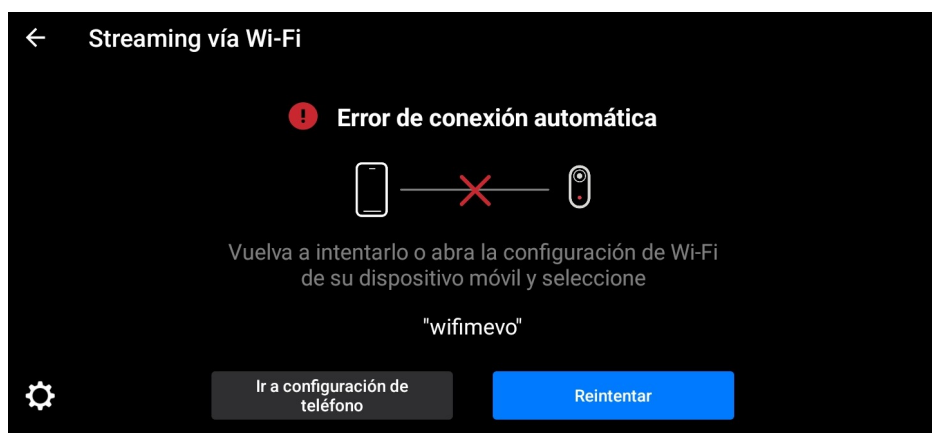 Streaming vía Wi-Fi
Error de conexión automática
Vuelva a intentarlo o abra la configuración de Wi-Fi
de su dispositivo móvil y seleccione
"wifimevo"
Ir a configuración de
teléfono
Reintentar